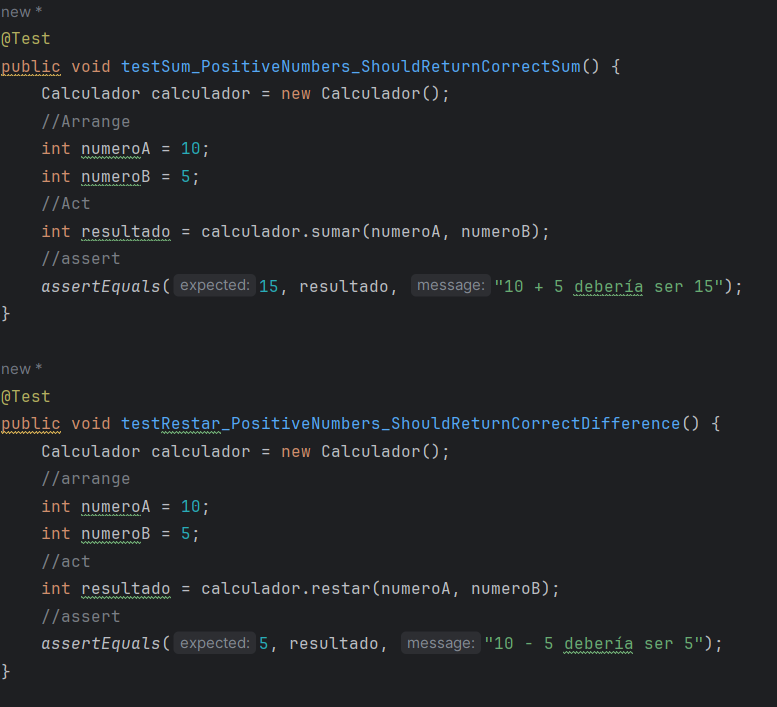 new *
@Test
public void testSum_PositiveNumbers_ShouldReturnCorrectSum() {
    Calculador calculador = new Calculador();
    //Arrange
    int numeroA = 10;
    int numeroB = 5;
    //Act
    int resultado = calculador.sumar(numeroA, numeroB);
    //assert
    assertEquals( expected: 15, resultado,  message: "10 + 5 debería ser 15");
}
new *
@Test
public void testRestar_PositiveNumbers_ShouldReturnCorrectDifference() {
    Calculador calculador = new Calculador();
    //arrange
    int numeroA = 10;
    int numeroB = 5;
    //act
    int resultado = calculador.restar(numeroA, numeroB);
    //assert
    assertEquals( expected: 5, resultado,  message: "10 - 5 debería ser 5");
}